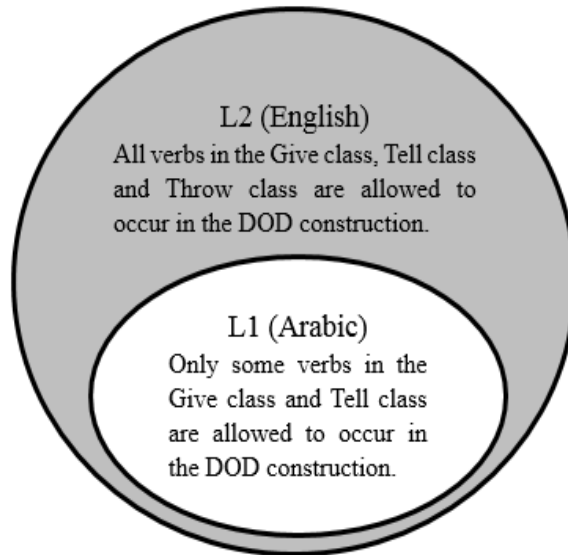 L2 (English)
All verbs in the Give class, Tell class
and Throw class are allowed to
occur in the DOD construction.
L1 (Arabic)
Only some verbs in the
Give class and Tell class
are allowed to occur in
the DOD construction.